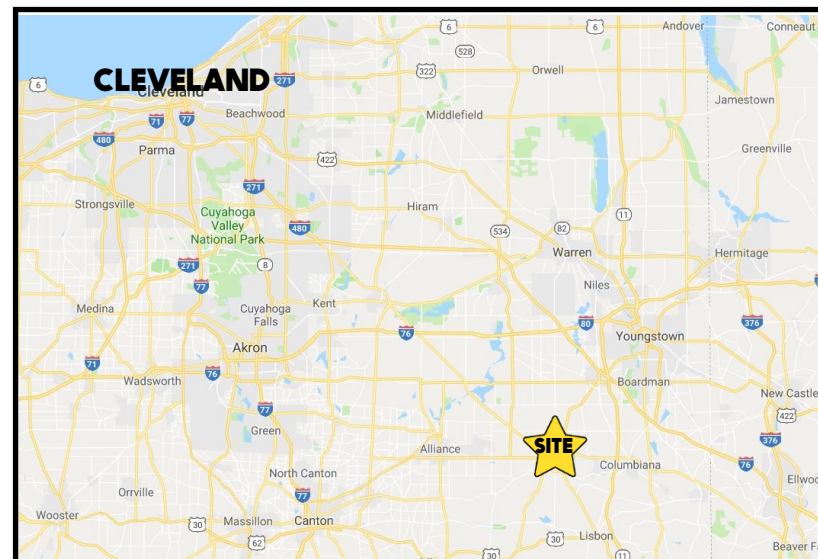 6
6
Andover
Conneaut
528
CLEVELAND
Cleveland
271
322
Orwell
6
Jamestown
71
77
Beachwood
Middlefield
480
Parma
422
Greenville
271
Strongsville
Cuyahoga
Valley
National Park
480
Hiram
11
534
82
Warren
Hermitage
271
8
77
Niles
Medina
Cuyahoga
Falls
Kent
76
80
376
Youngstown
Akron
71
76
Wadsworth
Boardman
77
New Castle
422
Green
376
SITE
Alliance
Columbiana
76
North Canton
Ellwo
Orrville
77
Wooster
30
Massillon
Canton
62
30
30
Lisbon
11
Beaver Fa